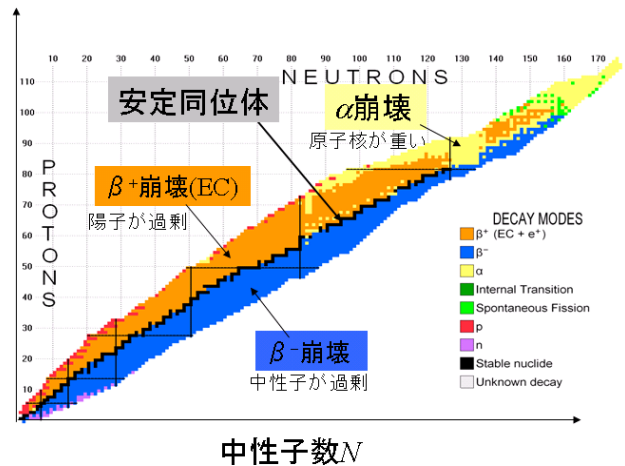 10 20 30 40 50 60 70 80 90 100 110 120 130 140 150 160 170
NEUTRONS
110
100
90
80
70
60
50
40
30
20
10
PROTONS
安定同位体
α崩壊
原子核が重い
β⁺崩壊(EC)
陽子が過剰
β⁻崩壊
中性子が過剰
DECAY MODES
β⁺ (EC + e⁺)
β⁻
α
Internal Transition
Spontaneous Fission
p
n
Stable nuclide
Unknown decay
中性子数N